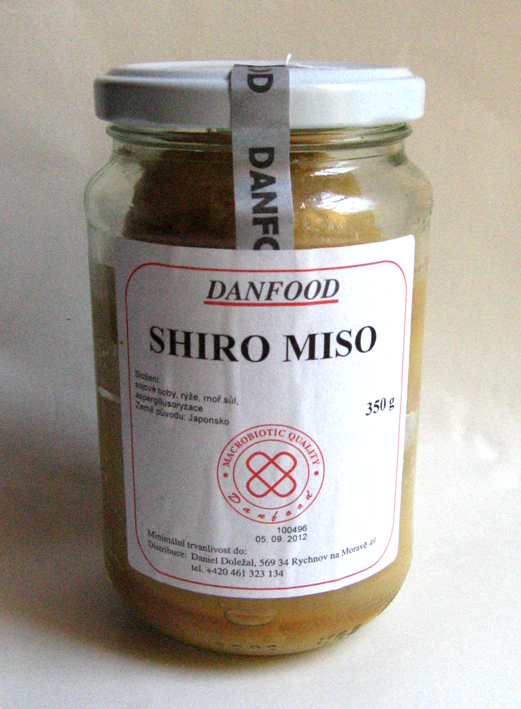 OD
DANFO
DANFOOD
SHIRO MISO
Složení:
sojové boby, rýže, moř.sůl,
aspergillusoryzace
Země původu: Japonsko
350 g
MACROBIOTIC QUALITY
Danfood
100496
05. 09. 2012
Minimální trvanlivost do:
Distribuce: Daniel Doležal, 569 34 Rychnov na Moravě 49
tel. +420 461 323 134